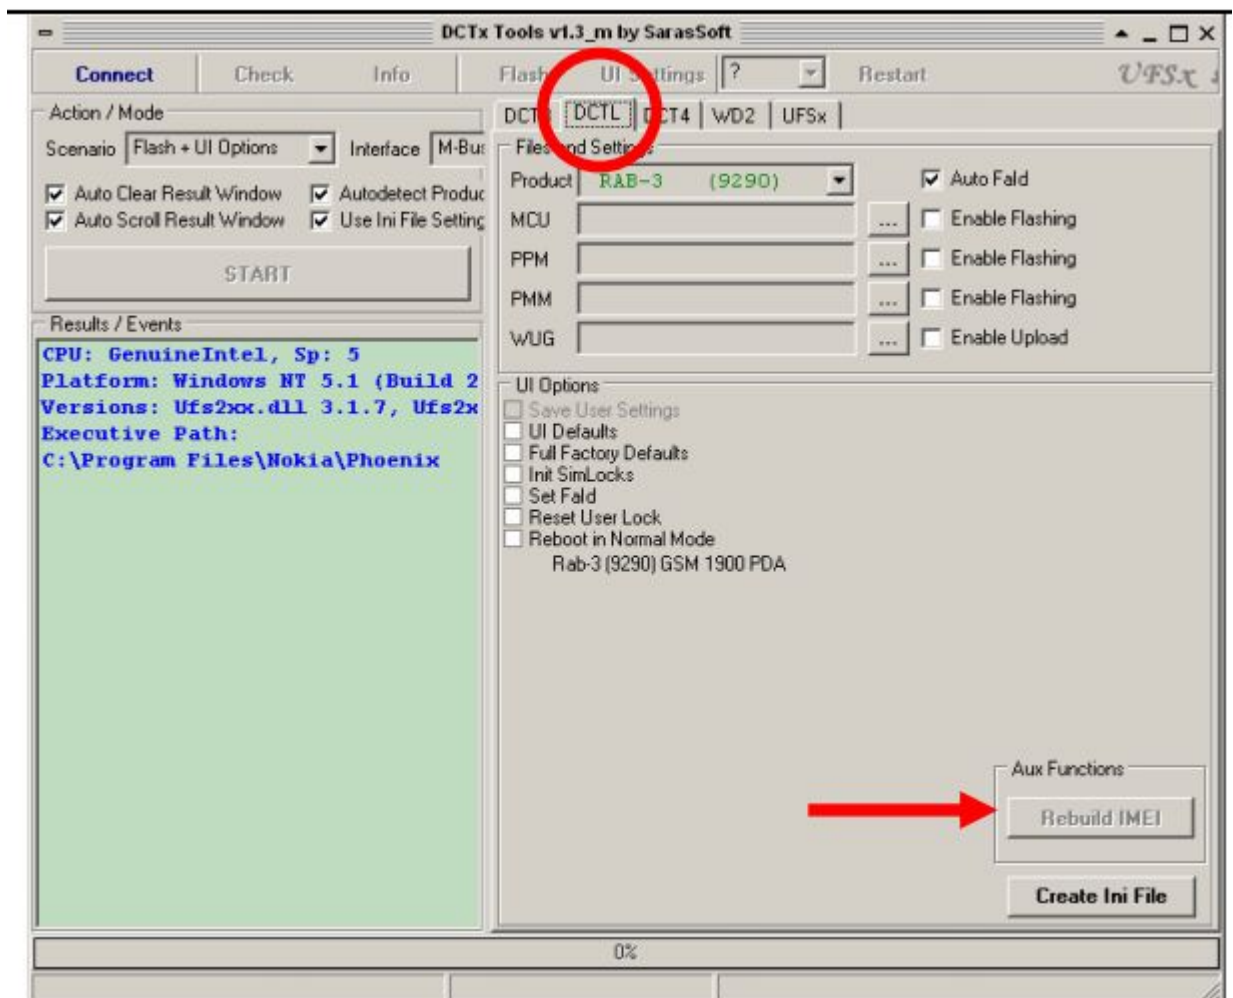 DCTx Tools v1.3_m by SarasSoft
Connect Check Info Flash UI Settings ? Restart UFSx
Action / Mode
Scenario Flash + UI Options Interface M-Bus
Auto Clear Result Window Autodetect Produc
Auto Scroll Result Window Use Ini File Setting
START
Results / Events
CPU: GenuineIntel, Sp: 5
Platform: Windows NT 5.1 (Build 2
Versions: Ufs2xx.dll 3.1.7, Ufs2x
Executive Path:
C:\Program Files\Nokia\Phoenix
DCTL DCT4 WD2 UFSx
Files and Settings
Product RAB-3 (9290) Auto Fald
MCU ... Enable Flashing
PPM ... Enable Flashing
PMM ... Enable Flashing
WUG ... Enable Upload
UI Options
Save User Settings
UI Defaults
Full Factory Defaults
Init SimLocks
Set Fald
Reset User Lock
Reboot in Normal Mode
Rab-3 (9290) GSM 1900 PDA
Aux Functions
Rebuild IMEI
Create Ini File
0%